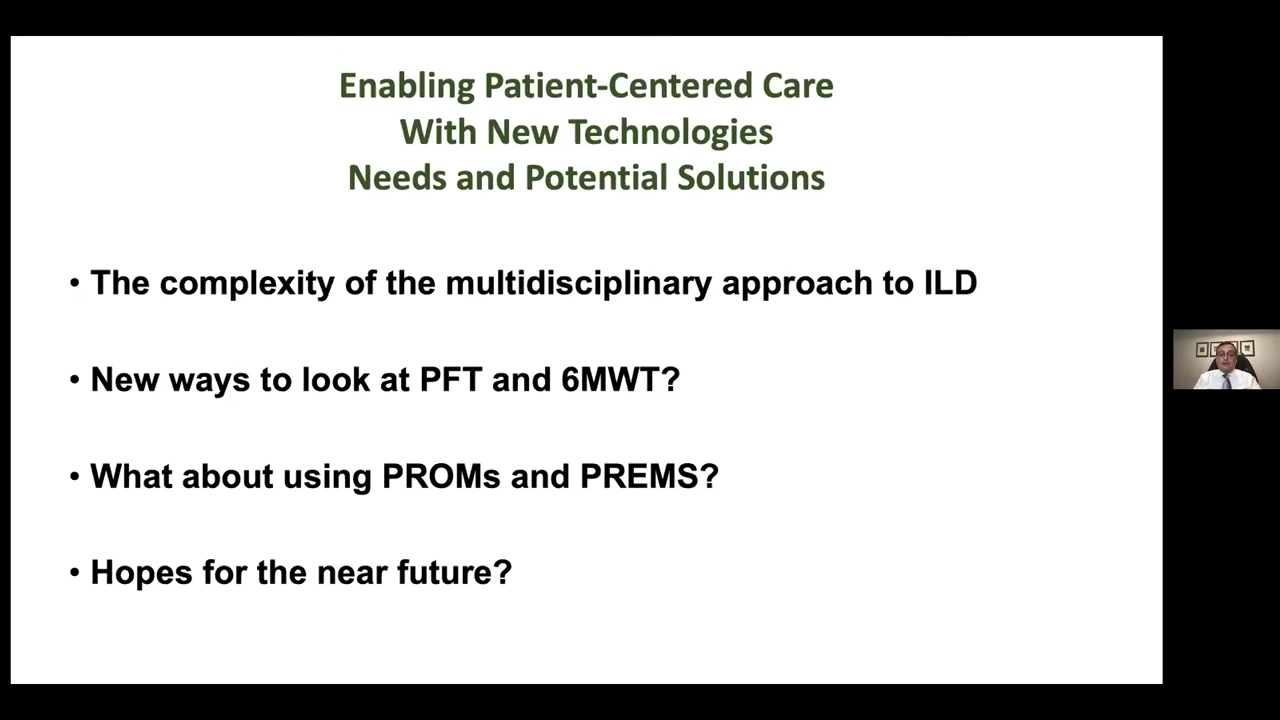 Enabling Patient-Centered Care
With New Technologies
Needs and Potential Solutions
• The complexity of the multidisciplinary approach to ILD
• New ways to look at PFT and 6MWT?
• What about using PROMs and PREMS?
• Hopes for the near future?